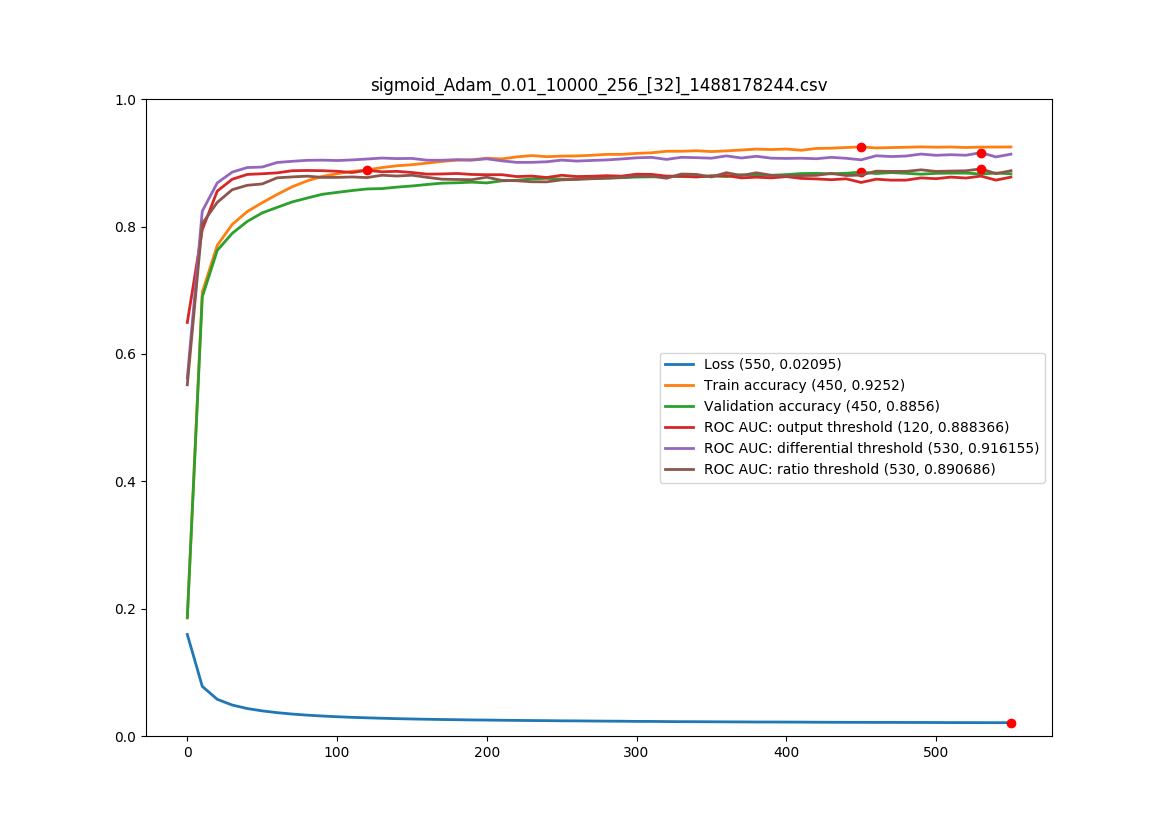 sigmoid_Adam_0.01_10000_256_[32]_1488178244.csv
1.0
0.8
0.6
0.4
0.2
0.0
Loss (550, 0.02095)
Train accuracy (450, 0.9252)
Validation accuracy (450, 0.8856)
ROC AUC: output threshold (120, 0.888366)
ROC AUC: differential threshold (530, 0.916155)
ROC AUC: ratio threshold (530, 0.890686)
0 100 200 300 400 500